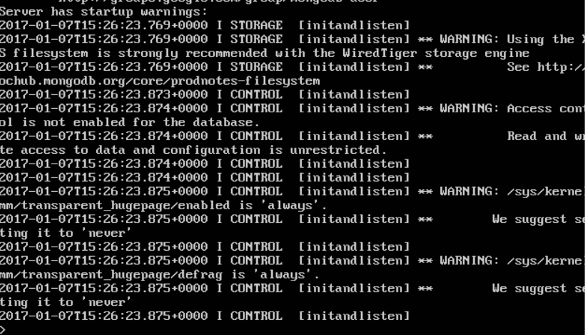 Server has startup warnings:
2017-01-07T15:26:23.769+0000 I STORAGE  [initandlisten]
2017-01-07T15:26:23.769+0000 I STORAGE  [initandlisten] ** WARNING: Using the X
S filesystem is strongly recommended with the WiredTiger storage engine
2017-01-07T15:26:23.769+0000 I STORAGE  [initandlisten] **          See http:/
ochub.mongodb.org/core/prodnotes-filesystem
2017-01-07T15:26:23.873+0000 I CONTROL  [initandlisten]
2017-01-07T15:26:23.874+0000 I CONTROL  [initandlisten] ** WARNING: Access cont
ol is not enabled for the database.
2017-01-07T15:26:23.874+0000 I CONTROL  [initandlisten] **          Read and w
te access to data and configuration is unrestricted.
2017-01-07T15:26:23.874+0000 I CONTROL  [initandlisten]
2017-01-07T15:26:23.874+0000 I CONTROL  [initandlisten]
2017-01-07T15:26:23.875+0000 I CONTROL  [initandlisten] ** WARNING: /sys/kerne
mm/transparent_hugepage/enabled is 'always'.
2017-01-07T15:26:23.875+0000 I CONTROL  [initandlisten] **        We suggest se
ting it to 'never'
2017-01-07T15:26:23.875+0000 I CONTROL  [initandlisten]
2017-01-07T15:26:23.875+0000 I CONTROL  [initandlisten] ** WARNING: /sys/kerne
mm/transparent_hugepage/defrag is 'always'.
2017-01-07T15:26:23.875+0000 I CONTROL  [initandlisten] **        We suggest se
ting it to 'never'
2017-01-07T15:26:23.875+0000 I CONTROL  [initandlisten]
>